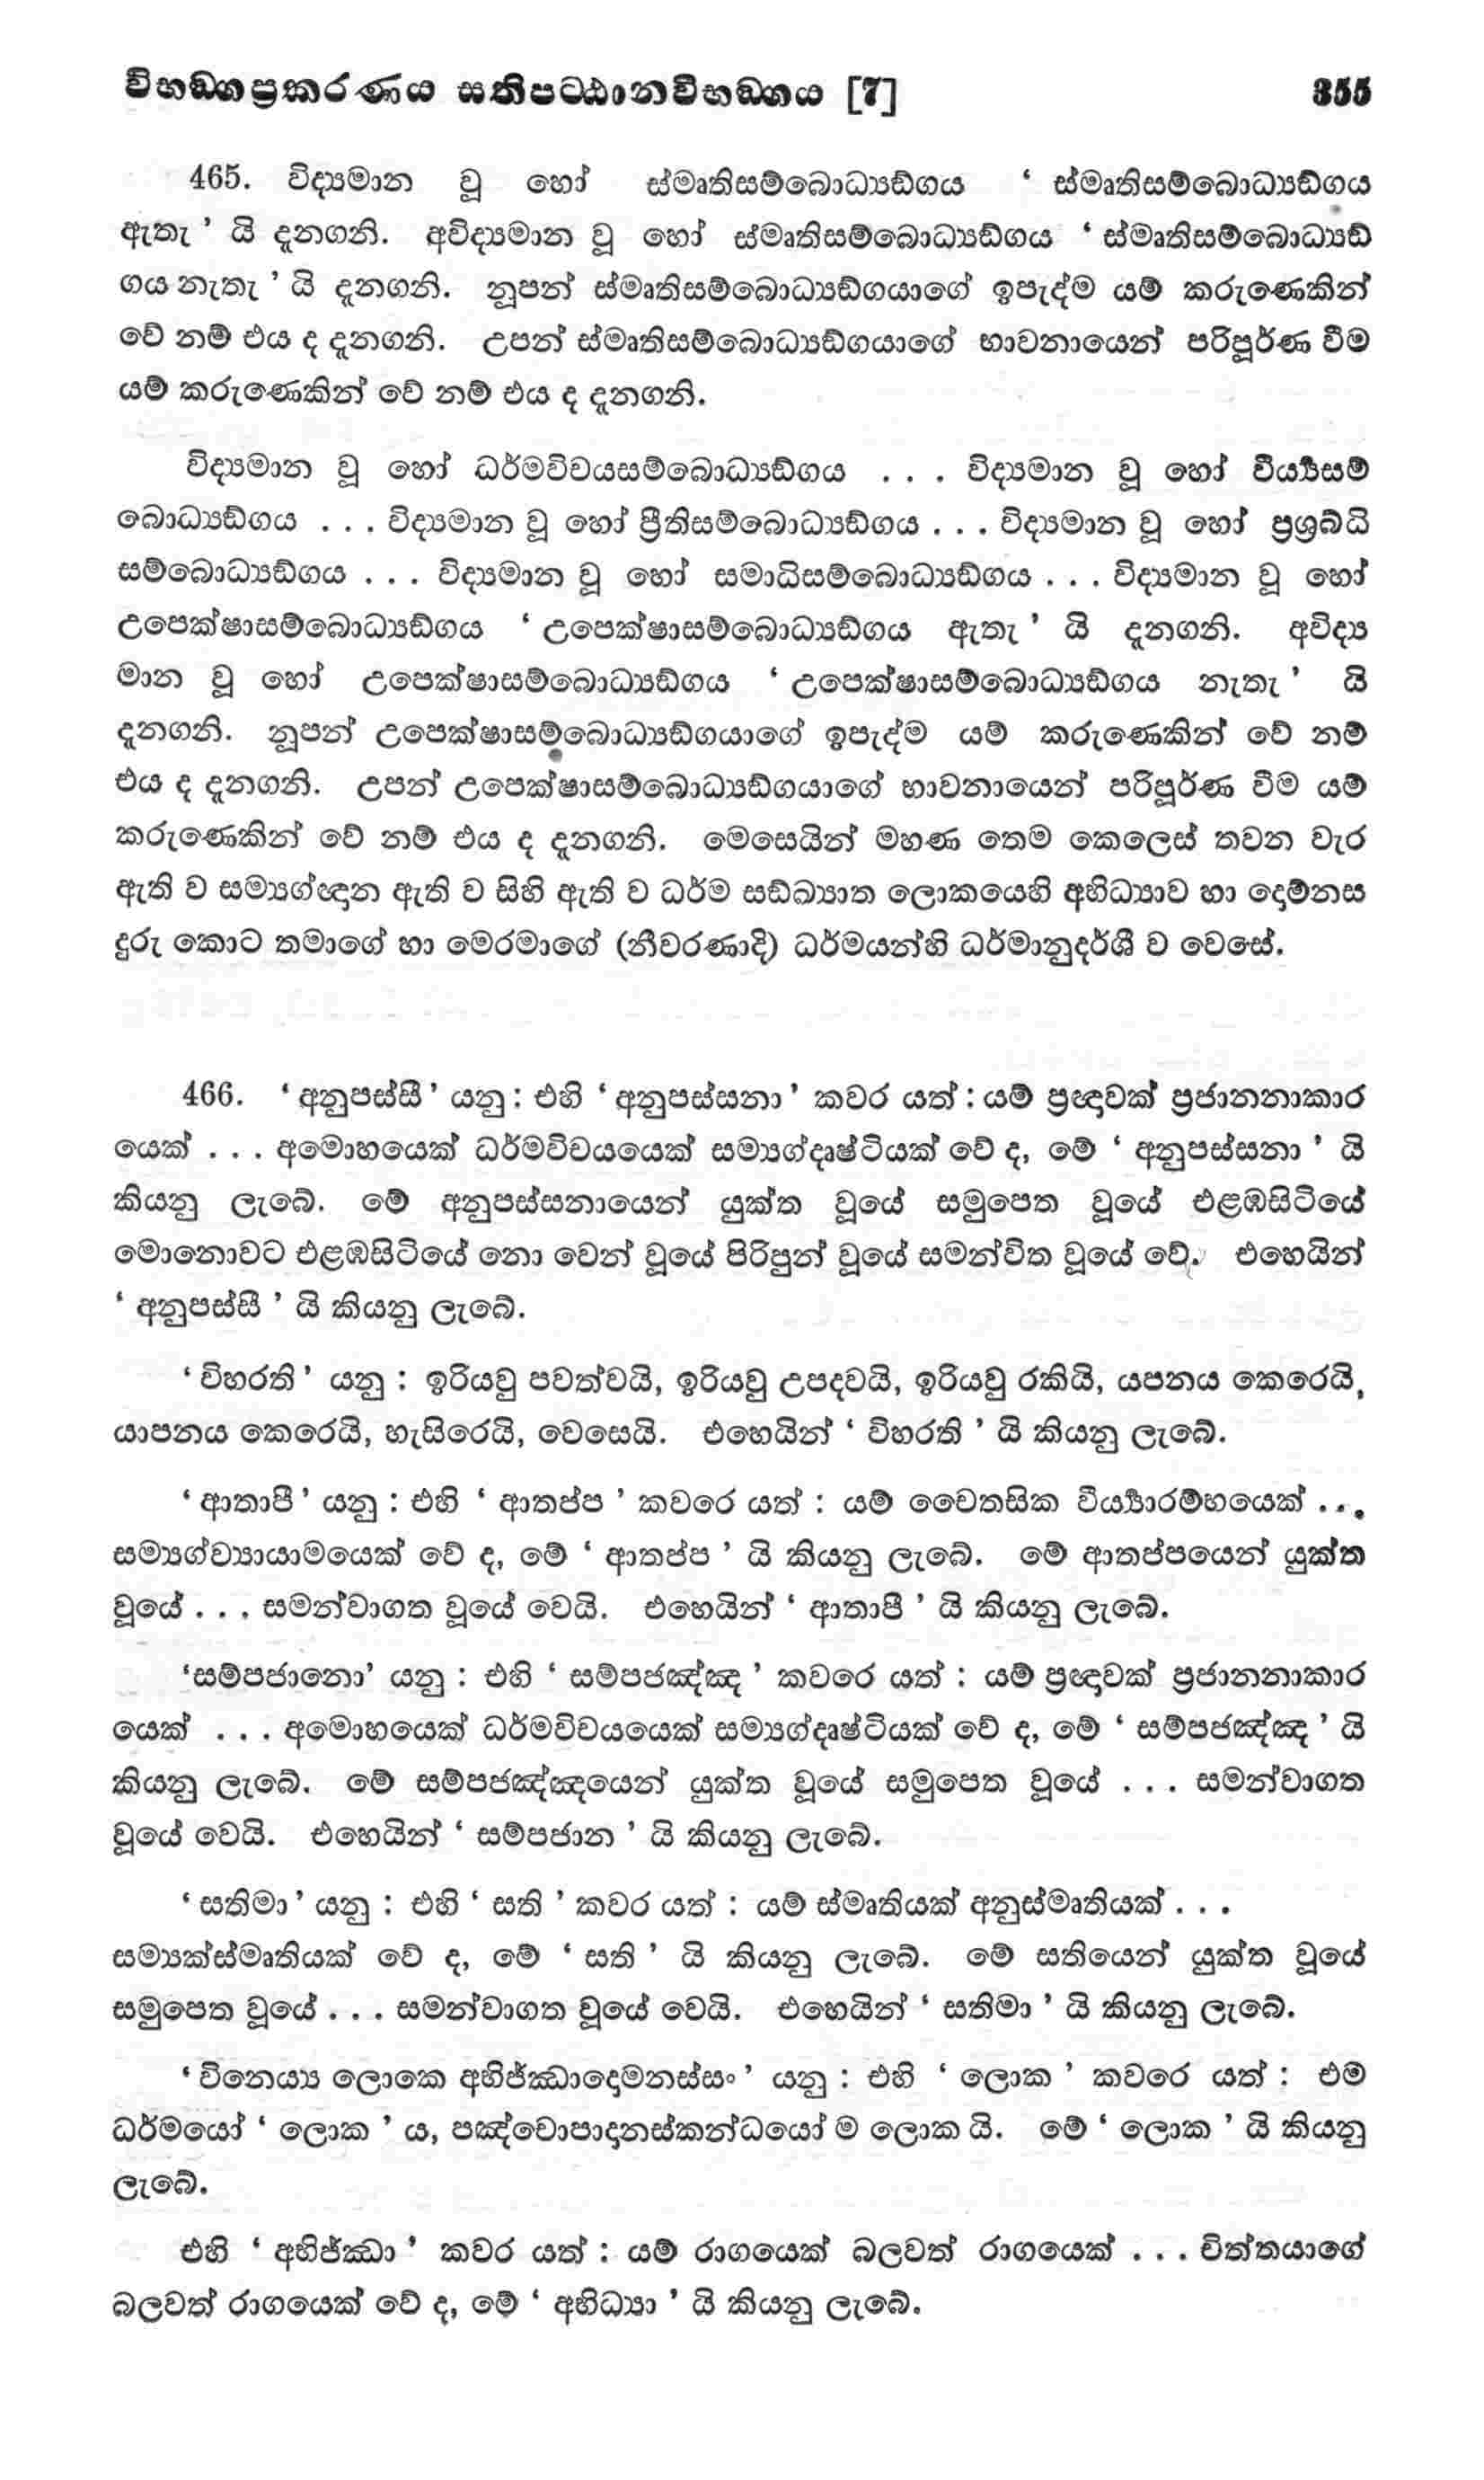 විභඞ්ගප්‍රකරණය සතිපට්ඨානවිභඞ්ගය [7] 355
465. විද්‍යමාන වූ හෝ ස්මෘතිසම්බොධ්‍යඞ්ගය ‘ ස්මෘතිසම්බොධ්‍යඞ්ගය
ඇතැ ’ යි දැනගනි. අවිද්‍යමාන වූ හෝ ස්මෘතිසම්බොධ්‍යඞ්ගය ‘ ස්මෘතිසම්බොධ්‍යඞ්
ගය නැතැ ’ යි දැනගනි. නූපන් ස්මෘතිසම්බොධ්‍යඞ්ගයාගේ ඉපැද්ම යම් කරුණෙකින්
වේ නම් එය ද දැනගනි. උපන් ස්මෘතිසම්බොධ්‍යඞ්ගයාගේ භාවනායෙන් පරිපූර්ණ වීම
යම් කරුණෙකින් වේ නම් එය ද දැනගනි.
විද්‍යමාන වූ හෝ ධර්මවිචයසම්බොධ්‍යඞ්ගය . . . විද්‍යමාන වූ හෝ වීර්‍ය්‍යසම්
බොධ්‍යඞ්ගය . . . විද්‍යමාන වූ හෝ ප්‍රීතිසම්බොධ්‍යඞ්ගය . . . විද්‍යමාන වූ හෝ ප්‍රශ්‍රබ්ධි
සම්බොධ්‍යඞ්ගය . . . විද්‍යමාන වූ හෝ සමාධිසම්බොධ්‍යඞ්ගය . . . විද්‍යමාන වූ හෝ
උපෙක්ෂාසම්බොධ්‍යඞ්ගය ‘ උපෙක්ෂාසම්බොධ්‍යඞ්ගය ඇතැ ’ යි දැනගනි. අවිද්‍ය
මාන වූ හෝ උපෙක්ෂාසම්බොධ්‍යඞ්ගය ‘ උපෙක්ෂාසම්බොධ්‍යඞ්ගය නැතැ ’ යි
දැනගනි. නූපන් උපෙක්ෂාසම්බොධ්‍යඞ්ගයාගේ ඉපැද්ම යම් කරුණෙකින් වේ නම්
එය ද දැනගනි. උපන් උපෙක්ෂාසම්බොධ්‍යඞ්ගයාගේ භාවනායෙන් පරිපූර්ණ වීම යම්
කරුණෙකින් වේ නම් එය ද දැනගනි. මෙසෙයින් මහණ තෙම කෙලෙස් තවන වැර
ඇති ව සම්‍යග්ඥාන ඇති ව සිහි ඇති ව ධර්ම සඞ්ඛ්‍යාත ලොකයෙහි අභිධ්‍යාව හා දොම්නස
දුරු කොට තමාගේ හා මෙරමාගේ (නීවරණාදි) ධර්මයන්හි ධර්මානුදර්ශී ව වෙසේ.
466. ‘ අනුපස්සී ’ යනු : එහි ‘ අනුපස්සනා ’ කවර යත් : යම් ප්‍රඥාවක් ප්‍රජානනාකාර
යෙක් . . . අමොහයෙක් ධර්මවිචයයෙක් සම්‍යග්දෘෂ්ටියක් වේ ද, මේ ‘ අනුපස්සනා ’ යි
කියනු ලැබේ. මේ අනුපස්සනායෙන් යුක්ත වූයේ සමුපෙත වූයේ එළඹසිටියේ
මොනොවට එළඹසිටියේ නො වෙන් වූයේ පිරිපුන් වූයේ සමන්විත වූයේ වේ. එහෙයින්
‘ අනුපස්සී ’ යි කියනු ලැබේ.
‘ විහරති ’ යනු : ඉරියවු පවත්වයි, ඉරියවු උපදවයි, ඉරියවු රකියි, යපනය කෙරෙයි,
යාපනය කෙරෙයි, හැසිරෙයි, වෙසෙයි. එහෙයින් ‘ විහරති ’ යි කියනු ලැබේ.
‘ ආතාපී ’ යනු : එහි ‘ ආතප්ප ’ කවරෙ යත් : යම් චෛතසික වීර්‍ය්‍යාරම්භයෙක් . . .
සම්‍යග්ව්‍යායාමයෙක් වේ ද, මේ ‘ ආතප්ප ’ යි කියනු ලැබේ. මේ ආතප්පයෙන් යුක්ත
වූයේ . . . සමන්වාගත වූයේ වෙයි. එහෙයින් ‘ ආතාපී ’ යි කියනු ලැබේ.
‘සම්පජානො’ යනු : එහි ‘ සම්පජඤ්ඤ ’ කවරෙ යත් : යම් ප්‍රඥාවක් ප්‍රජානනාකාර
යෙක් . . . අමොහයෙක් ධර්මවිචයයෙක් සම්‍යග්දෘෂ්ටියක් වේ ද, මේ ‘ සම්පජඤ්ඤ ’ යි
කියනු ලැබේ. මේ සම්පජඤ්ඤයෙන් යුක්ත වූයේ සමුපෙත වූයේ . . . සමන්වාගත
වූයේ වෙයි. එහෙයින් ‘ සම්පජාන ’ යි කියනු ලැබේ.
‘ සතිමා ’ යනු : එහි ‘ සති ’ කවර යත් : යම් ස්මෘතියක් අනුස්මෘතියක් . . .
සම්‍යක්ස්මෘතියක් වේ ද, මේ ‘ සති ’ යි කියනු ලැබේ. මේ සතියෙන් යුක්ත වූයේ
සමුපෙත වූයේ . . . සමන්වාගත වූයේ වෙයි. එහෙයින් ‘ සතිමා ’ යි කියනු ලැබේ.
‘ විනෙය්‍ය ලොකෙ අභිජ්ඣාදොමනස්සං ’ යනු : එහි ‘ ලොක ’ කවරෙ යත් : එම
ධර්මයෝ ‘ ලොක ’ ය, පඤ්චොපාදානස්කන්ධයෝ ම ලොක යි. මේ ‘ ලොක ’ යි කියනු
ලැබේ.
එහි ‘ අභිජ්ඣා ’ කවර යත් : යම් රාගයෙක් බලවත් රාගයෙක් . . . චිත්තයාගේ
බලවත් රාගයෙක් වේ ද, මේ ‘ අභිධ්‍යා ’ යි කියනු ලැබේ.